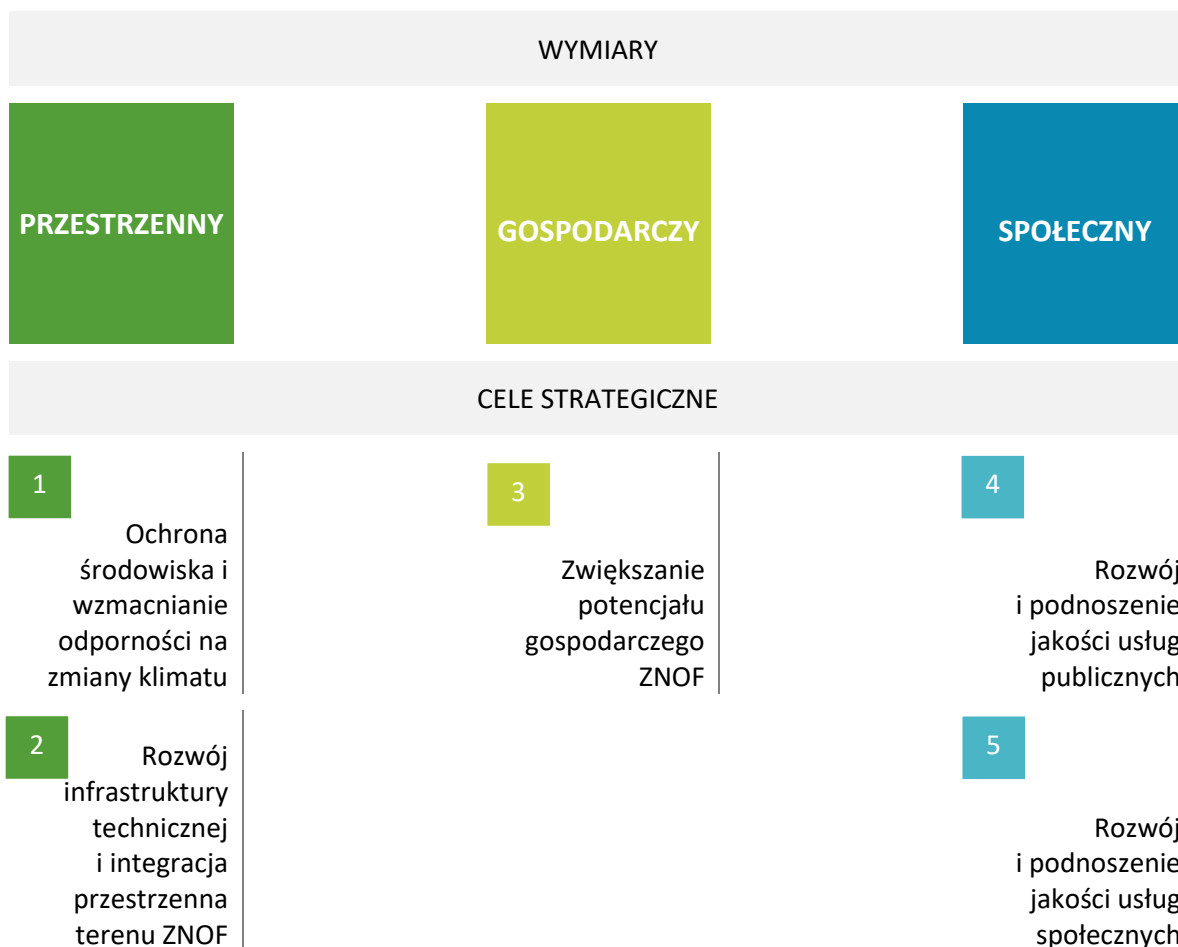 WYMIARY
PRZESTRZENNY
GOSPODARCZY
SPOŁECZNY
CELE STRATEGICZNE
1
Ochrona
środowiska i
wzmacnianie
odporności na
zmiany klimatu
3
Zwiększanie
potencjału
gospodarczego
ZNOF
4
Rozwój
i podnoszenie
jakości usług
publicznych
2
Rozwój
infrastruktury
technicznej
i integracja
przestrzenna
terenu ZNOF
5
Rozwój
i podnoszenie
jakości usług
społecznych